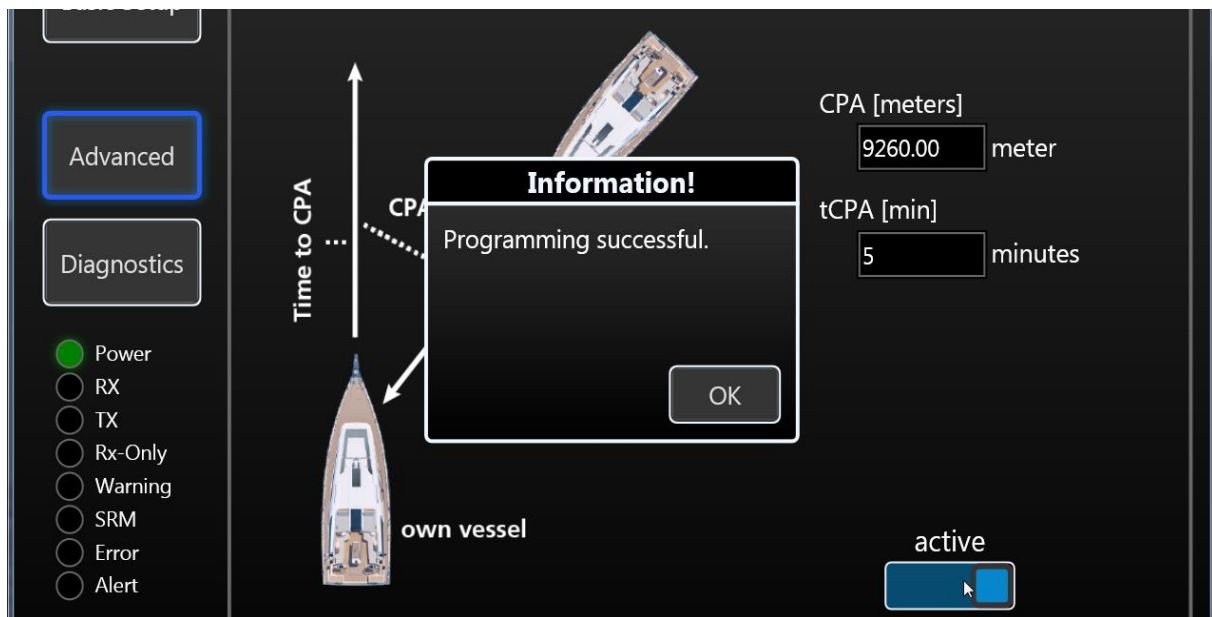 Advanced
Diagnostics
Power
RX
TX
Rx-Only
Warning
SRM
Error
Alert
Time to CPA
own vessel
Information!
Programming successful.
OK
CPA [meters]
9260.00 meter
tCPA [min]
5 minutes
active